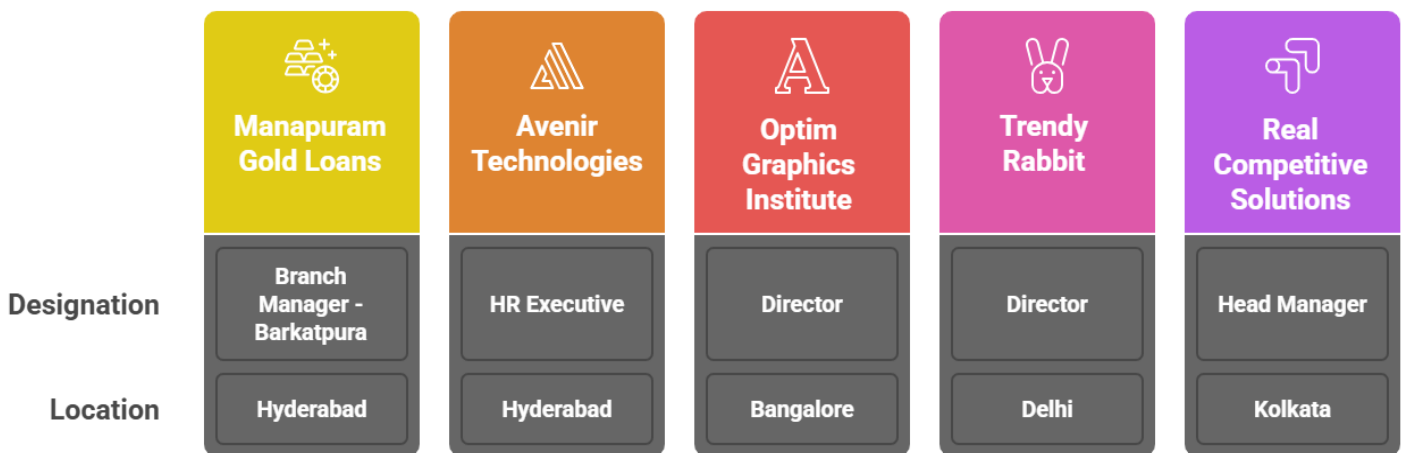 Manapuram
Gold Loans
Avenir
Technologies
Optim
Graphics
Institute
Trendy
Rabbit
Real
Competitive
Solutions
Designation
Branch
Manager -
Barkatpura
HR Executive
Director
Director
Head Manager
Location
Hyderabad
Hyderabad
Bangalore
Delhi
Kolkata